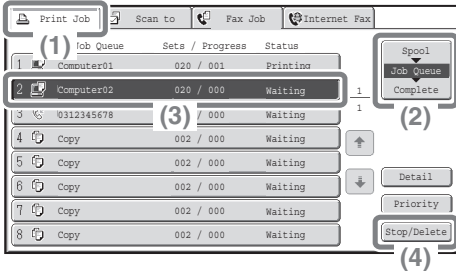 Print Job Scan to Fax Job Internet Fax
(1) Job Queue Sets / Progress Status
1 Computer01 020 / 001 Printing
2 Computer02 020 / 000 Waiting
3 0312345678 (3) 002 / 000 Waiting
4 Copy 002 / 000 Waiting
5 Copy 002 / 000 Waiting
6 Copy 002 / 000 Waiting
7 Copy 002 / 000 Waiting
8 Copy 002 / 000 Waiting
1
1
Spool
Job Queue
Complete
(2)
Detail
Priority
Stop/Delete
(4)